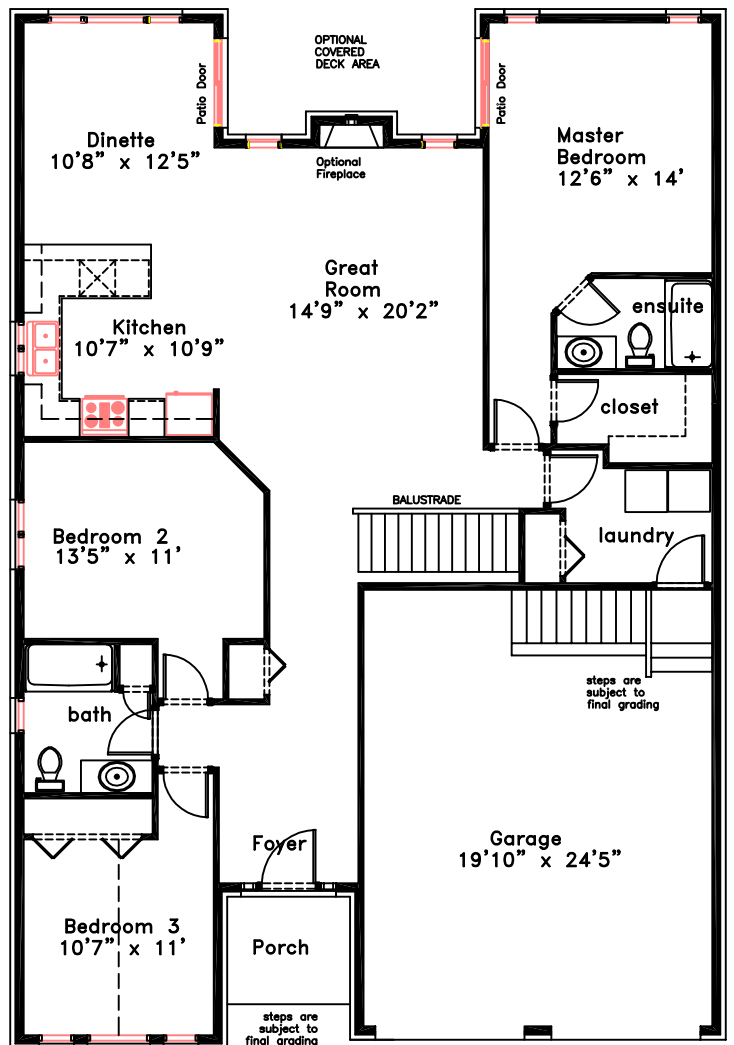 OPTIONAL
COVERED
DECK AREA
Patio Door
Patio Door
Dinette
10'8" x 12'5"
Optional
Fireplace
Master
Bedroom
12'6" x 14'
Great
Room
14'9" x 20'2"
ensuite
Kitchen
10'7" x 10'9"
closet
BALUSTRADE
Bedroom 2
13'5" x 11'
laundry
steps are
subject to
final grading
bath
Foyer
Garage
19'10" x 24'5"
Bedroom 3
10'7" x 11'
Porch
steps are
subject to
final grading